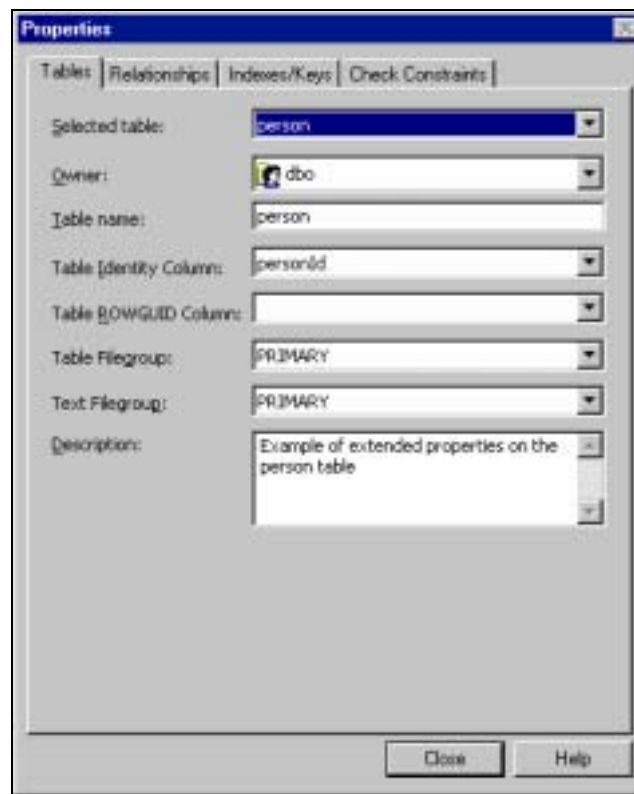 Properties
Tables Relationships Indexes/Keys Check Constraints
Selected table: person
Owner: dbo
Table name: person
Table Identity Column: personId
Table ROWGUID Column:
Table Filegroup: PRIMARY
Text Filegroup: PRIMARY
Description: Example of extended properties on the
person table
Close Help